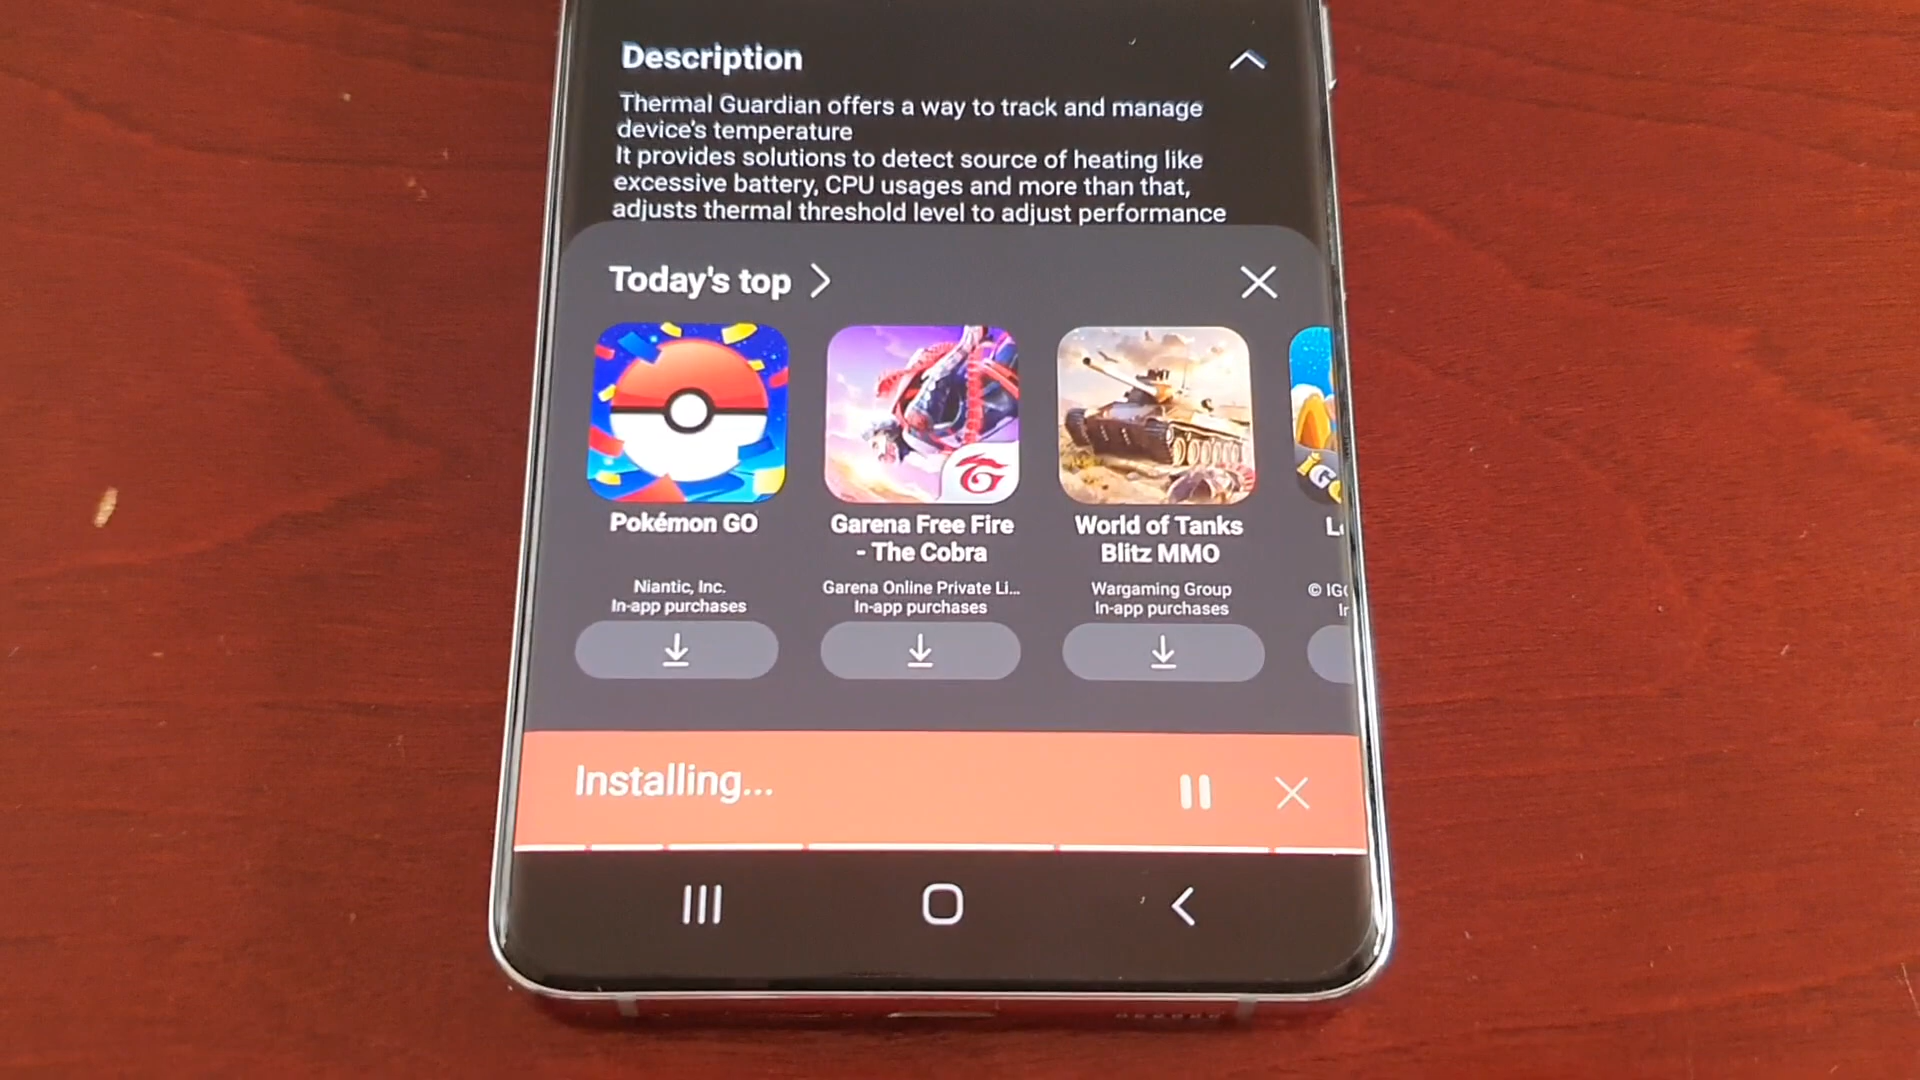 Description
Thermal Guardian offers a way to track and manage
device's temperature
It provides solutions to detect source of heating like
excessive battery, CPU usages and more than that,
adjusts thermal threshold level to adjust performance
Today's top
Pokémon GO
Niantic, Inc.
In-app purchases
Garena Free Fire
- The Cobra
Garena Online Private Li...
In-app purchases
World of Tanks
Blitz MMO
Wargaming Group
In-app purchases
Installing...